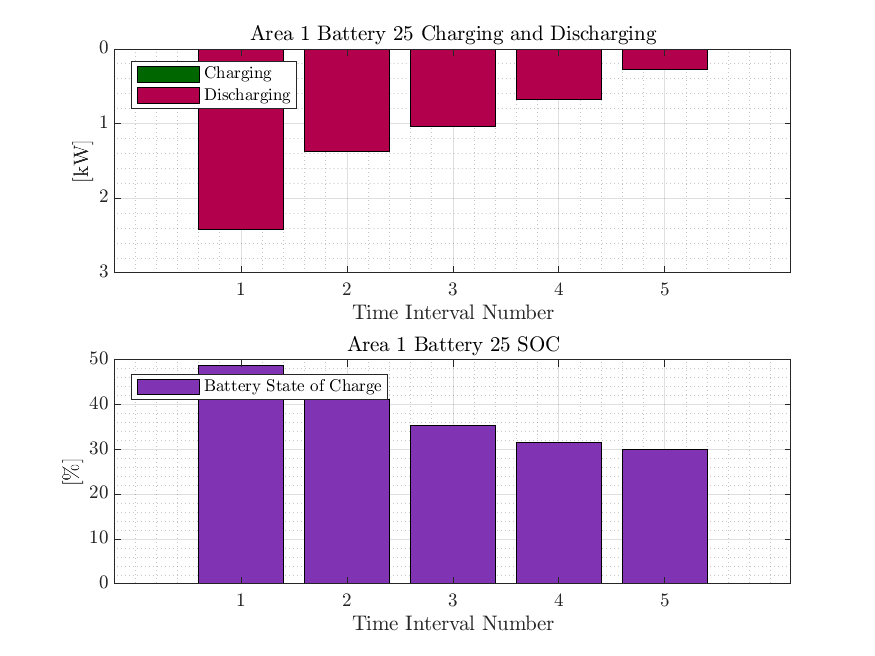 Area 1 Battery 25 Charging and Discharging
0
Charging
Discharging
1
[kW]
2
3
1 2 3 4 5
Time Interval Number
Area 1 Battery 25 SOC
50
Battery State of Charge
40
30
[%]
20
10
0
1 2 3 4 5
Time Interval Number